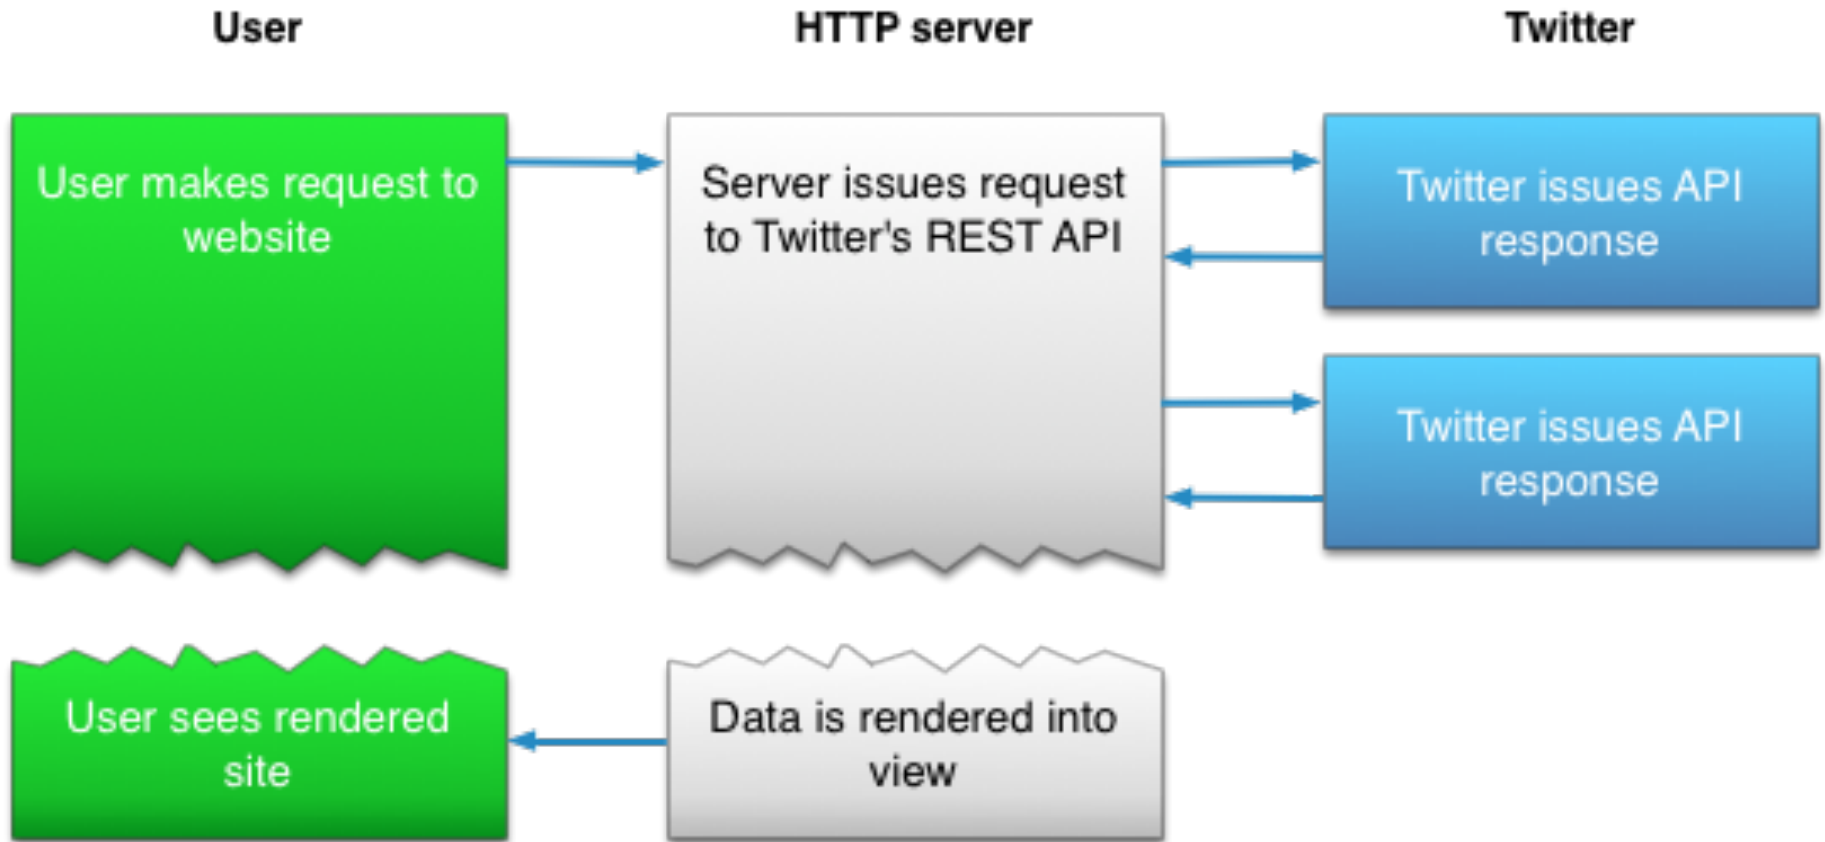 User
HTTP server
Twitter
User makes request to
website
Server issues request
to Twitter's REST API
Twitter issues API
response
Twitter issues API
response
User sees rendered
site
Data is rendered into
view